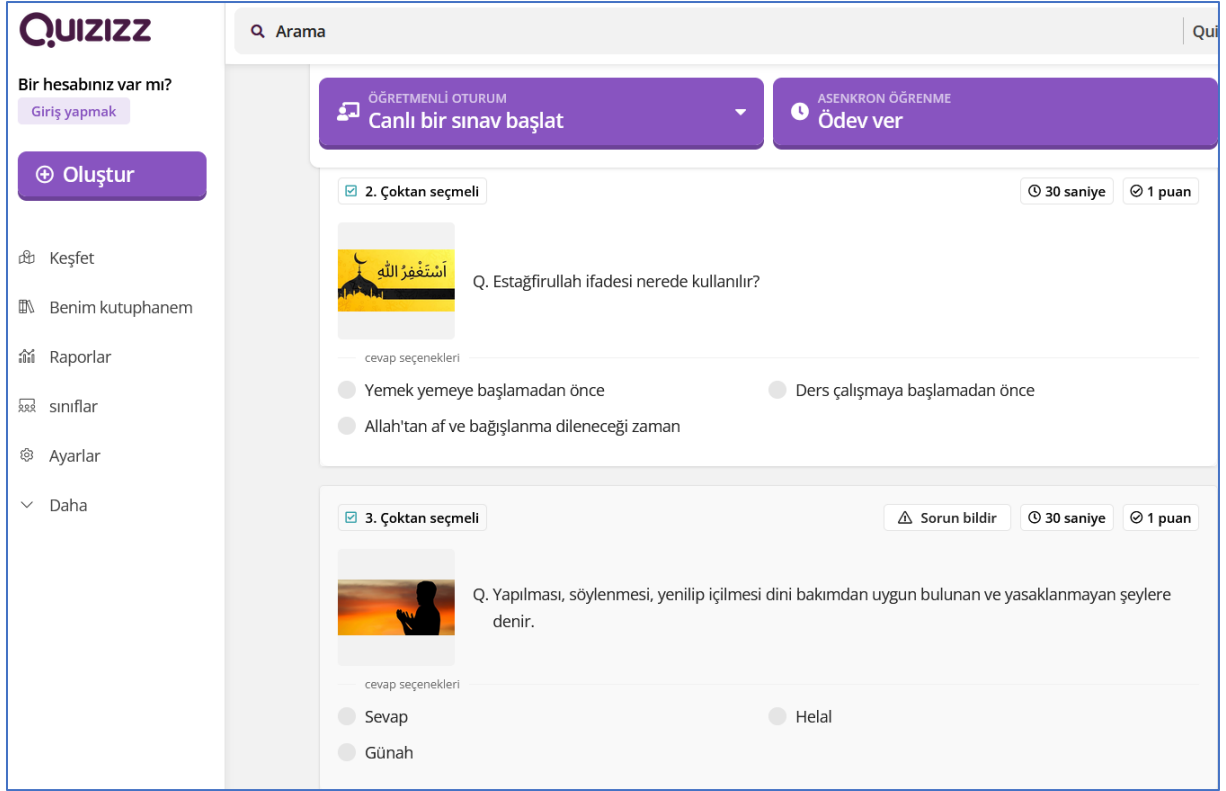 QUIZIZZ
Arama
Qui
Bir hesabınız var mı?
Giriş yapmak
Oluştur
Keşfet
Benim kutuphanem
Raporlar
sınıflar
Ayarlar
Daha
ÖĞRETMENLİ OTURUM
Canlı bir sınav başlat
ASENKRON ÖĞRENME
Ödev ver
2. Çoktan seçmeli
30 saniye
1 puan
اَسْتَغْفِرُ اللّٰهِ
Q. Estağfirullah ifadesi nerede kullanılır?
cevap seçenekleri
Yemek yemeye başlamadan önce
Ders çalışmaya başlamadan önce
Allah'tan af ve bağışlanma dileneceği zaman
3. Çoktan seçmeli
Sorun bildir
30 saniye
1 puan
Q. Yapılması, söylenmesi, yenilip içilmesi dini bakımdan uygun bulunan ve yasaklanmayan şeylere
denir.
cevap seçenekleri
Sevap
Helal
Günah